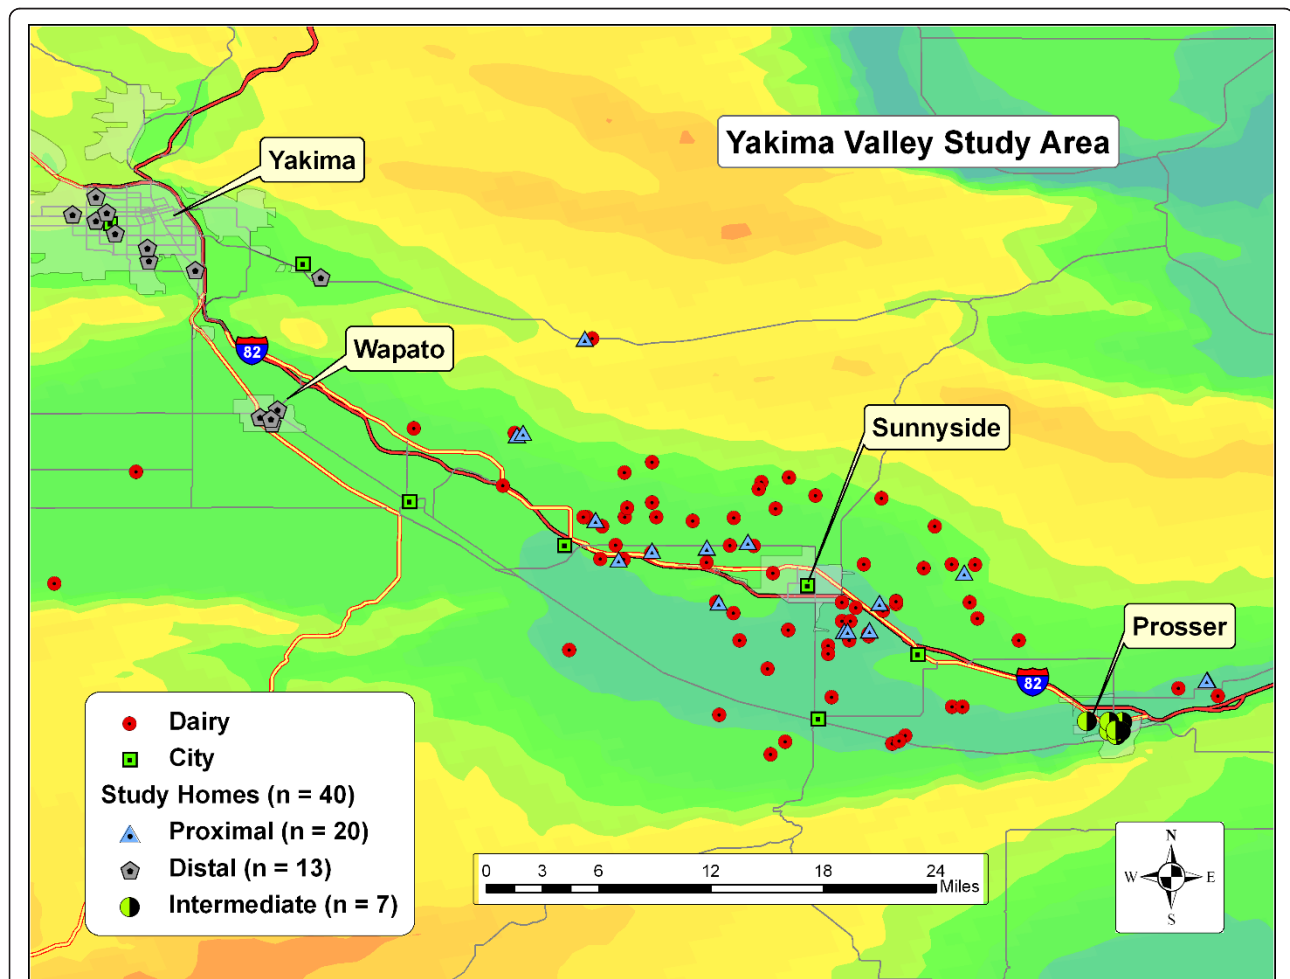 Yakima Valley Study Area
Yakima
82
Wapato
Sunnyside
Prosser
82
Dairy
City
Study Homes (n = 40)
Proximal (n = 20)
Distal (n = 13)
Intermediate (n = 7)
0 3 6 12 18 24
Miles
N
W E
S